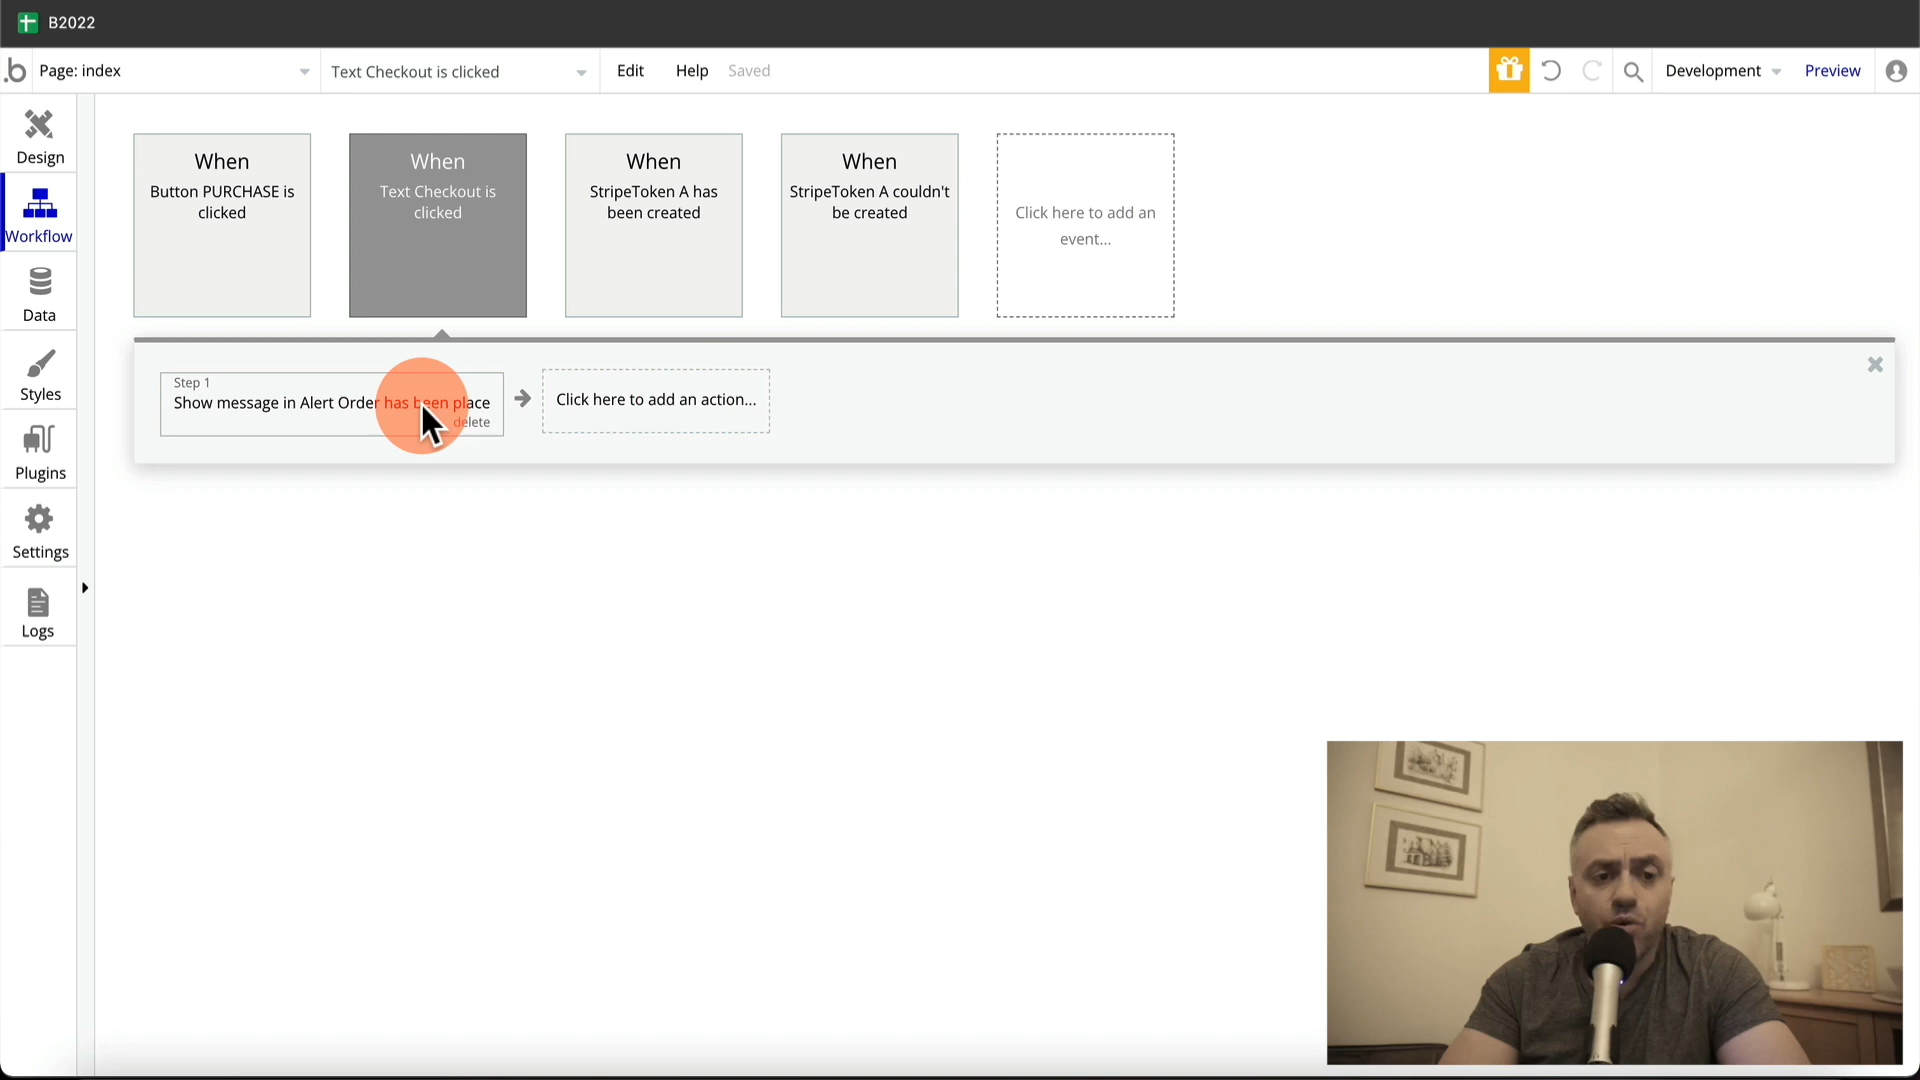 B2022
Page: index
Text Checkout is clicked
Edit
Help
Saved
Development
Preview
Design
Workflow
Data
Styles
Plugins
Settings
Logs
When
Button PURCHASE is
clicked
When
Text Checkout is
clicked
When
StripeToken A has
been created
When
StripeToken A couldn't
be created
Click here to add an
event...
Step 1
Show message in Alert Order has been place
delete
Click here to add an action...